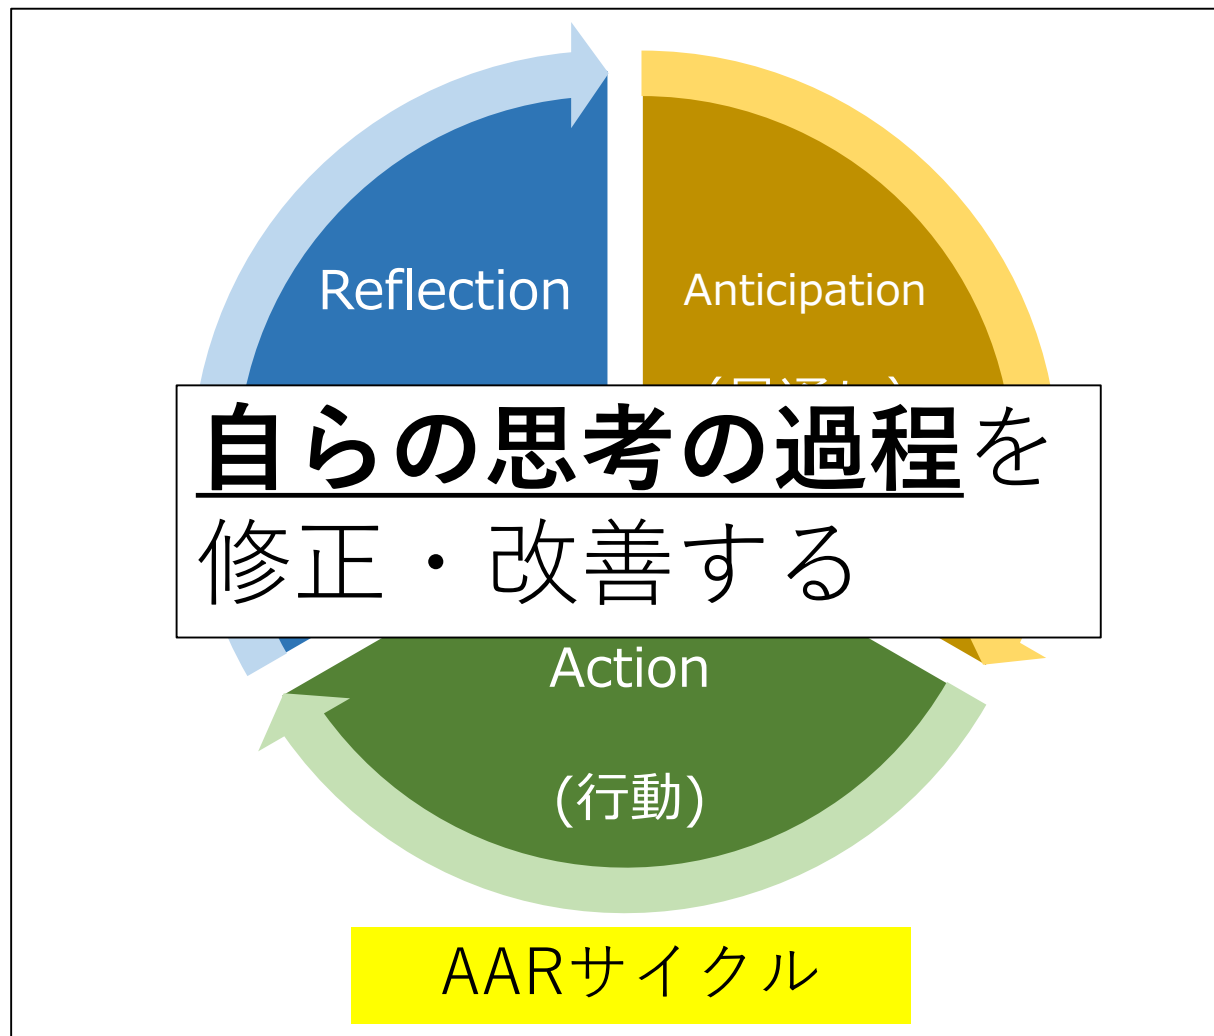 Reflection
Anticipation
自らの思考の過程を
修正・改善する
Action
(行動)
AARサイクル